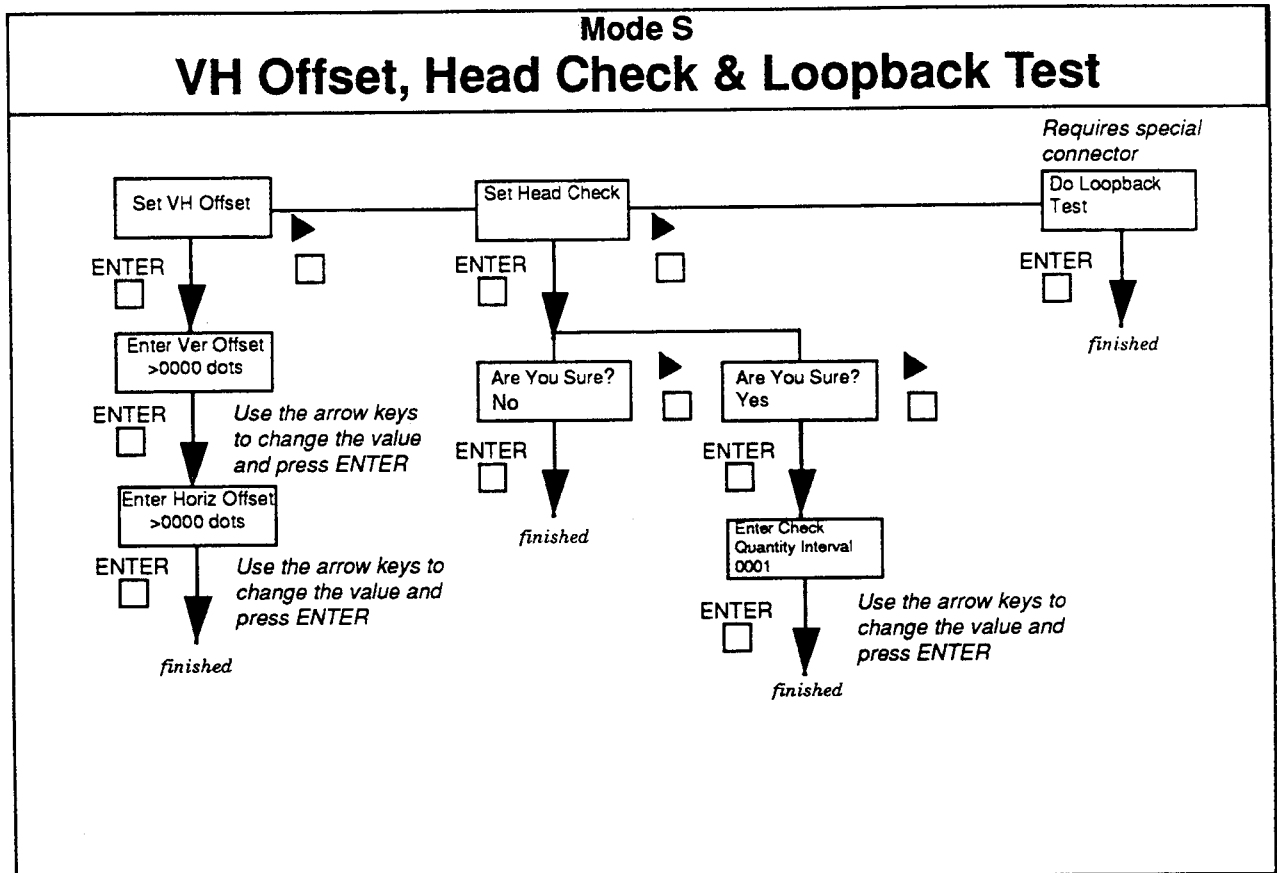 Mode S
VH Offset, Head Check & Loopback Test
Requires special
connector
Set VH Offset
Set Head Check
Do Loopback
Test
ENTER
ENTER
ENTER
Enter Ver Offset
>0000 dots
finished
Are You Sure?
No
Are You Sure?
Yes
ENTER
Use the arrow keys
to change the value
and press ENTER
ENTER
ENTER
Enter Horiz Offset
>0000 dots
finished
Enter Check
Quantity Interval
0001
ENTER
Use the arrow keys to
change the value and
press ENTER
ENTER
Use the arrow keys to
change the value and
press ENTER
finished
finished